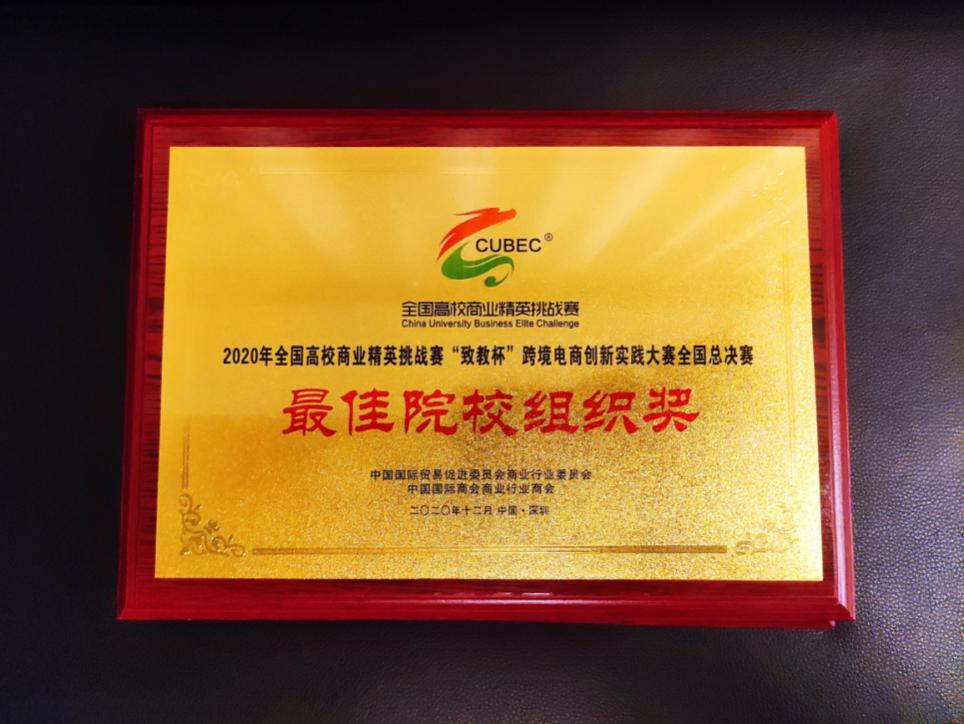 CUBEC®
全国高校商业精英挑战赛
China University Business Elite Challenge
2020年全国高校商业精英挑战赛“致教杯”跨境电商创新实践大赛全国总决赛
最佳院校组织奖
中国国际贸易促进委员会商业行业委员会
中国国际商会商业行业商会
二〇二〇年十二月 中国·深圳